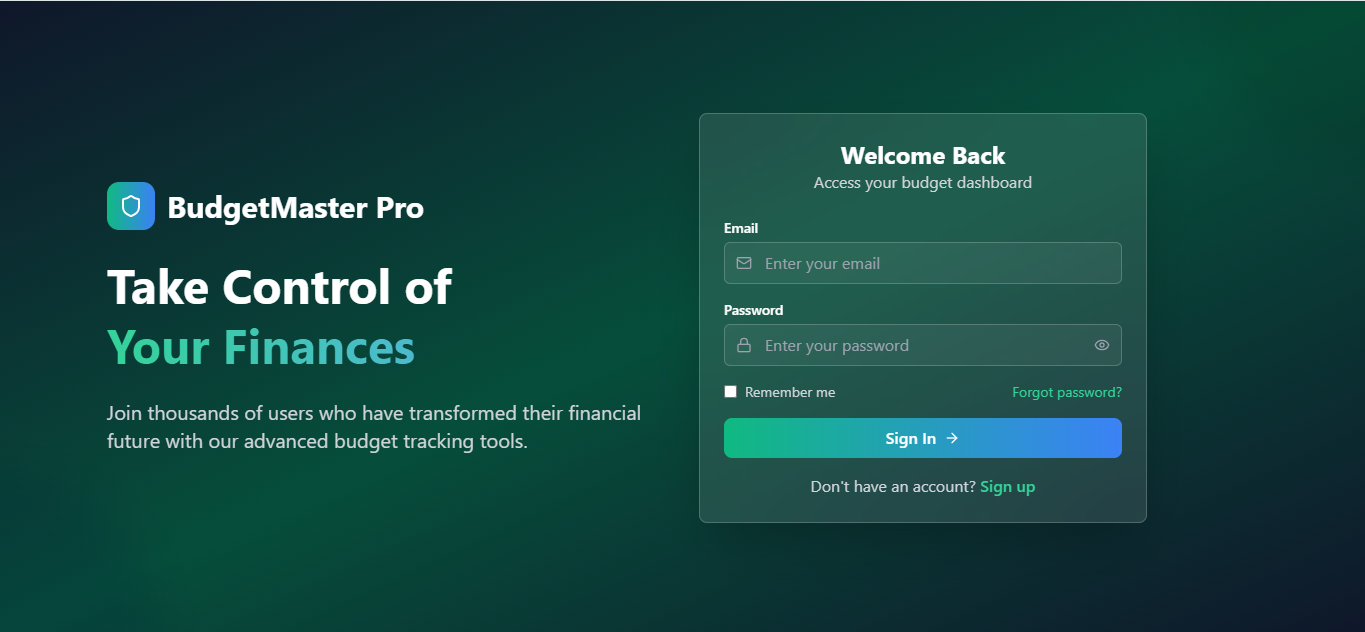 BudgetMaster Pro
Take Control of
Your Finances
Join thousands of users who have transformed their financial
future with our advanced budget tracking tools.
Welcome Back
Access your budget dashboard
Email
Enter your email
Password
Enter your password
Remember me
Forgot password?
Sign In
Don't have an account? Sign up